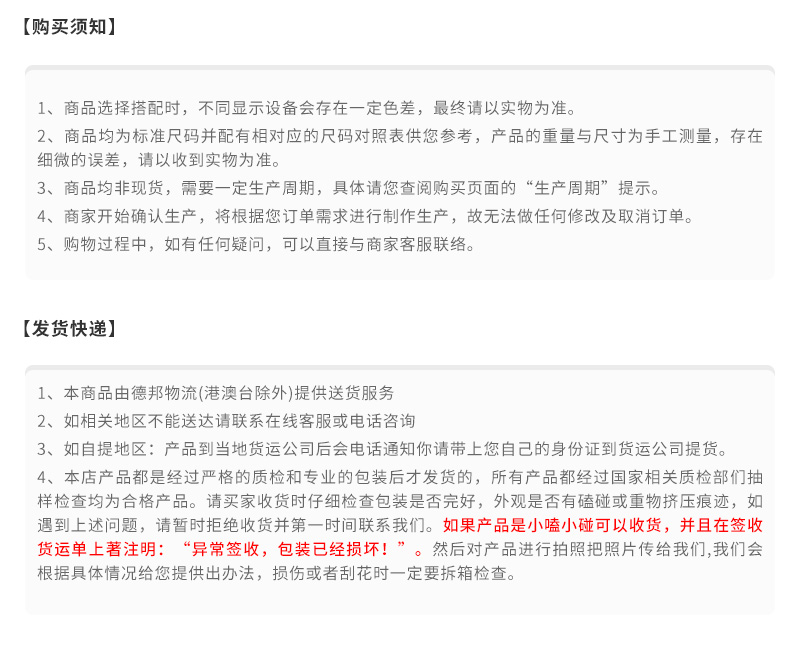 【购买须知】
1、商品选择搭配时，不同显示设备会存在一定色差，最终请以实物为准。
2、商品均为标准尺码并配有相对应的尺码对照表供您参考，产品的重量与尺寸为手工测量，存在
细微的误差，请以收到实物为准。
3、商品均非现货，需要一定生产周期，具体请您查阅购买页面的“生产周期”提示。
4、商家开始确认生产，将根据您订单需求进行制作生产，故无法做任何修改及取消订单。
5、购物过程中，如有任何疑问，可以直接与商家客服联络。
【发货快递】
1、本商品由德邦物流(港澳台除外)提供送货服务
2、如相关地区不能送达请联系在线客服或电话咨询
3、如自提地区：产品到当地货运公司后会电话通知你请带上您自己的身份证到货运公司提货。
4、本店产品都是经过严格的质检和专业的包装后才发货的，所有产品都经过国家相关质检部们抽
样检查均为合格产品。请买家收货时仔细检查包装是否完好，外观是否有磕碰或重物挤压痕迹，如
遇到上述问题，请暂时拒绝收货并第一时间联系我们。如果产品是小嗑小碰可以收货，并且在签收
货运单上著注明：“异常签收，包装已经损坏！”。然后对产品进行拍照把照片传给我们,我们会
根据具体情况给您提供出办法，损伤或者刮花时一定要拆箱检查。